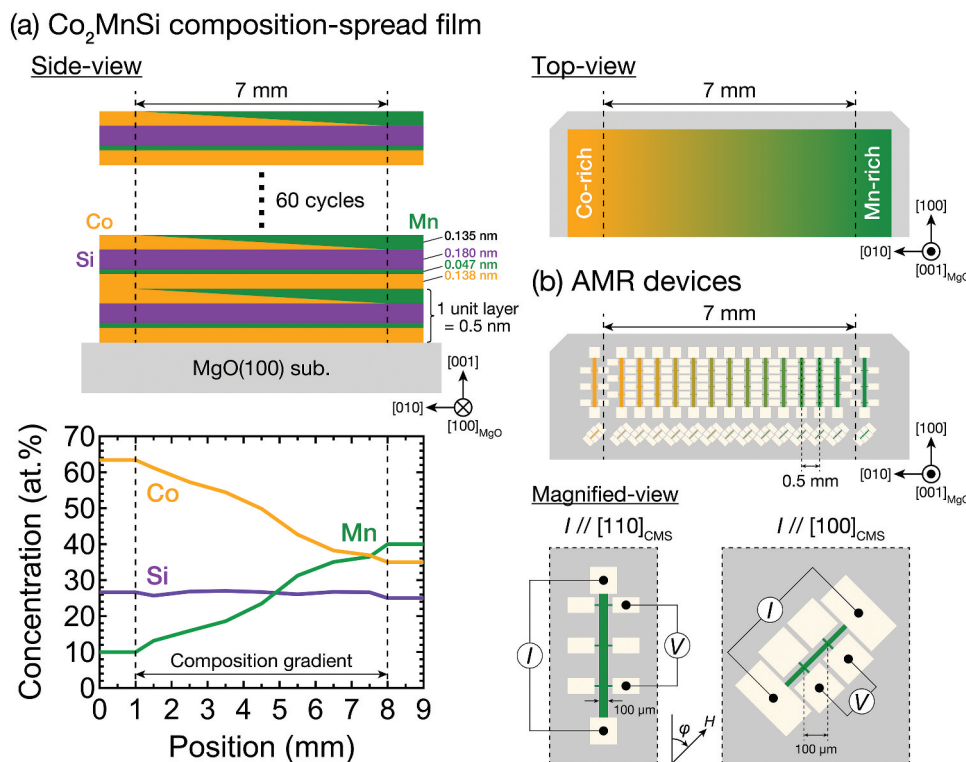 (a) Co2MnSi composition-spread film
Side-view
7 mm
60 cycles
Co
Mn
Si
0.135 nm
0.180 nm
0.047 nm
0.138 nm
1 unit layer
= 0.5 nm
MgO(100) sub.
[001]
[010]
[100]MgO
Top-view
7 mm
Co-rich
Mn-rich
[100]
[010]
[001]MgO
(b) AMR devices
7 mm
0.5 mm
[100]
[010]
[001]MgO
Magnified-view
I // [110]CMS
I // [100]CMS
I
V
100 µm
φ
H
I
V
100 µm
Concentration (at.%)
70
60
50
40
30
20
10
0
Co
Mn
Si
Composition gradient
0 1 2 3 4 5 6 7 8 9
Position (mm)